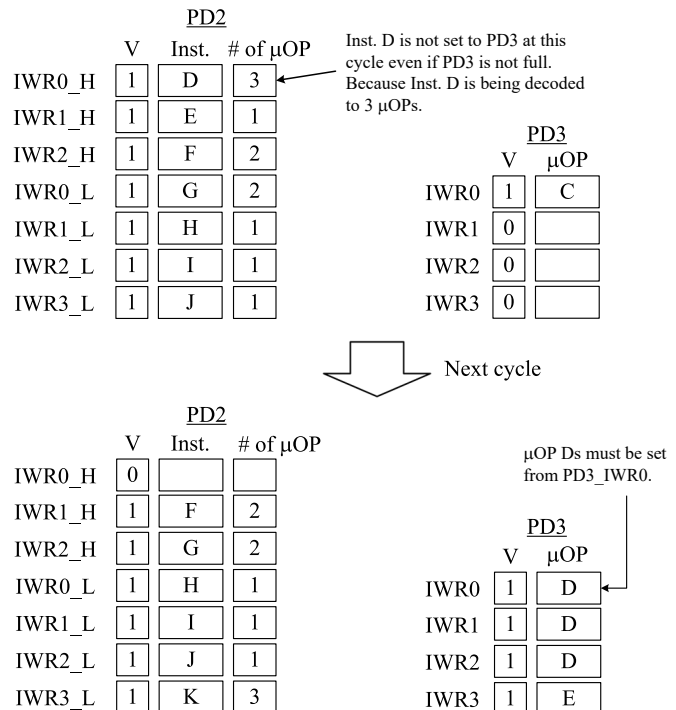 PD2
V Inst. # of μOP
IWR0_H 1 D 3
IWR1_H 1 E 1
IWR2_H 1 F 2
IWR0_L 1 G 2
IWR1_L 1 H 1
IWR2_L 1 I 1
IWR3_L 1 J 1
Inst. D is not set to PD3 at this
cycle even if PD3 is not full.
Because Inst. D is being decoded
to 3 μOPs.
PD3
V μOP
IWR0 1 C
IWR1 0
IWR2 0
IWR3 0
Next cycle
PD2
V Inst. # of μOP
IWR0_H 0
IWR1_H 1 F 2
IWR2_H 1 G 2
IWR0_L 1 H 1
IWR1_L 1 I 1
IWR2_L 1 J 1
IWR3_L 1 K 3
μOP Ds must be set
from PD3_IWR0.
PD3
V μOP
IWR0 1 D
IWR1 1 D
IWR2 1 D
IWR3 1 E